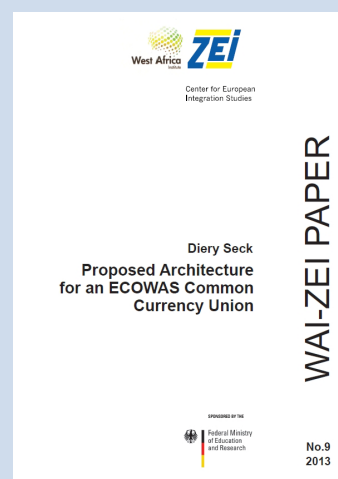 West Africa
Institute
ZEI
Center for European
Integration Studies
WAI-ZEI PAPER
Diery Seck
Proposed Architecture
for an ECOWAS Common
Currency Union
SPONSORED BY THE
Federal Ministry
of Education
and Research
No.9
2013